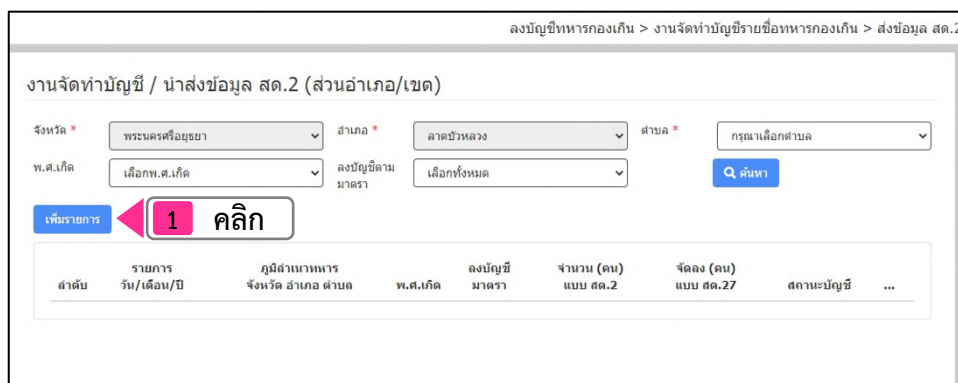 ลงบัญชีทหารกองเกิน > งานจัดทำบัญชีรายชื่อทหารกองเกิน > ส่งข้อมูล สด.2
งานจัดทำบัญชี / นำส่งข้อมูล สด.2 (ส่วนอำเภอ/เขต)
จังหวัด * พระนครศรีอยุธยา อำเภอ * ลาดบัวหลวง ตำบล * กรุณาเลือกตำบล
พ.ศ.เกิด เลือกพ.ศ.เกิด ลงบัญชีตาม เลือกทั้งหมด ค้นหา
มาตรา
เพิ่มรายการ 1 คลิก
รายการ ภูมิลำเนาทหาร ลงบัญชี จำนวน (คน) จัดลง (คน)
ลำดับ วัน/เดือน/ปี จังหวัด อำเภอ ตำบล พ.ศ.เกิด มาตรา แบบ สด.2 แบบ สด.27 สถานะบัญชี ...